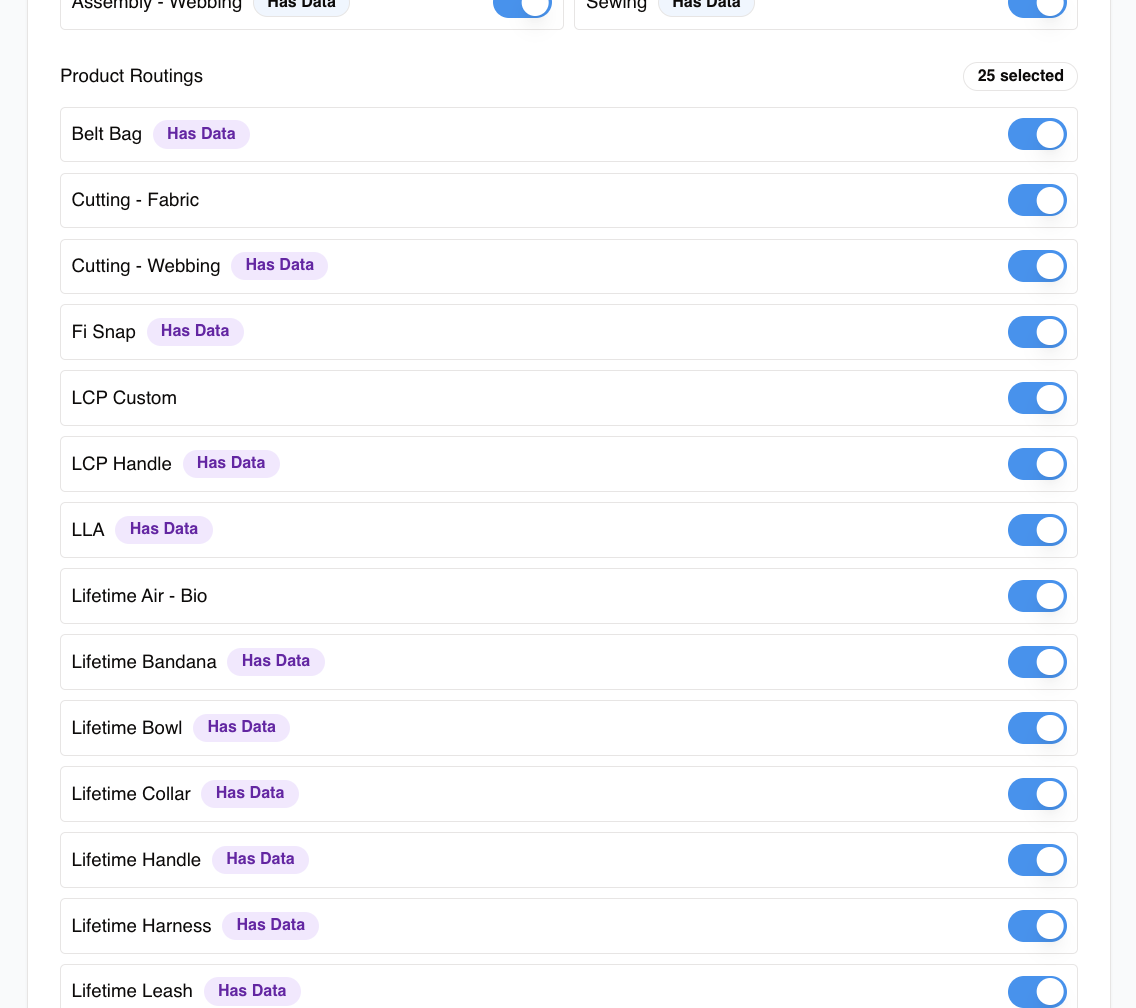 Assembly - Webbing Has Data
Sewing Has Data
Product Routings 25 selected
Belt Bag Has Data
Cutting - Fabric
Cutting - Webbing Has Data
Fi Snap Has Data
LCP Custom
LCP Handle Has Data
LLA Has Data
Lifetime Air - Bio
Lifetime Bandana Has Data
Lifetime Bowl Has Data
Lifetime Collar Has Data
Lifetime Handle Has Data
Lifetime Harness Has Data
Lifetime Leash Has Data